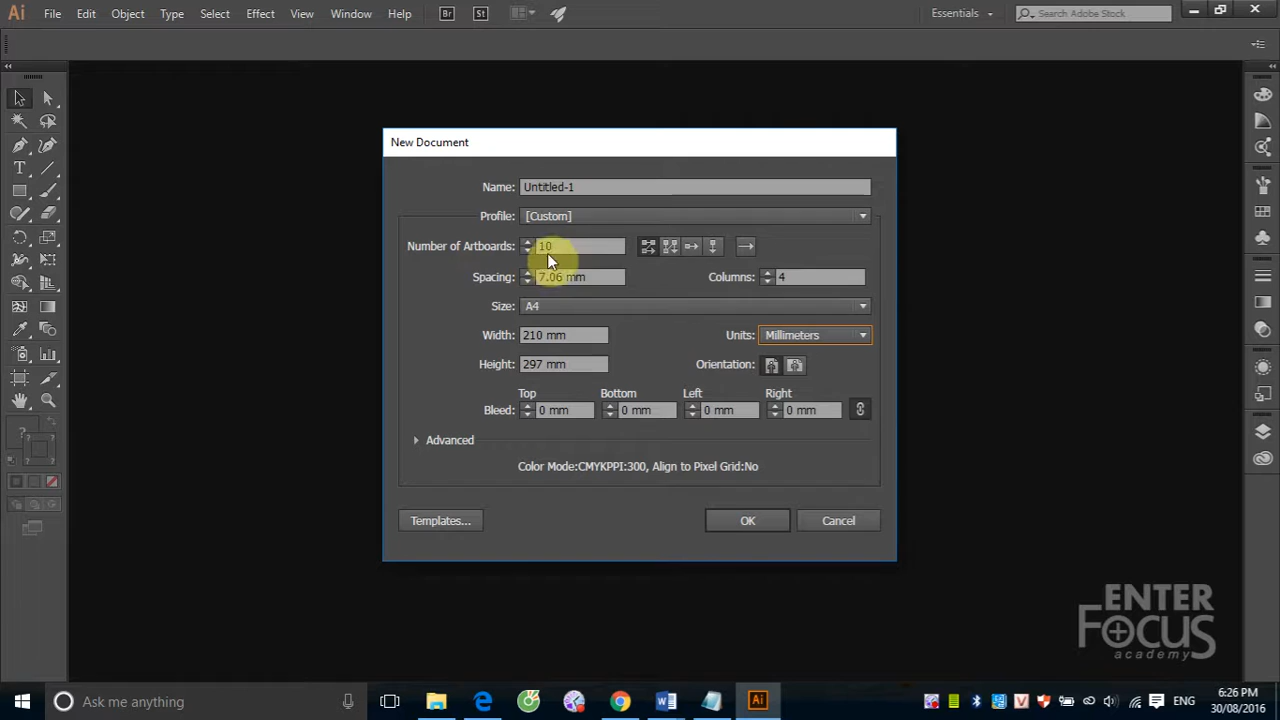 Ai File Edit Object Type Select Effect View Window Help Br St Essentials Search Adobe Stock
New Document
Name: Untitled-1
Profile: [Custom]
Number of Artboards: 10
Spacing: 7.06 mm Columns: 4
Size: A4
Width: 210 mm Units: Millimeters
Height: 297 mm Orientation:
Top Bottom Left Right
Bleed: 0 mm 0 mm 0 mm 0 mm
Advanced
Color Mode:CMYKPPI:300, Align to Pixel Grid:No
Templates... OK Cancel
ENTER
FOCUS
academy
Ask me anything Ai ENG 6:26 PM
30/08/2016